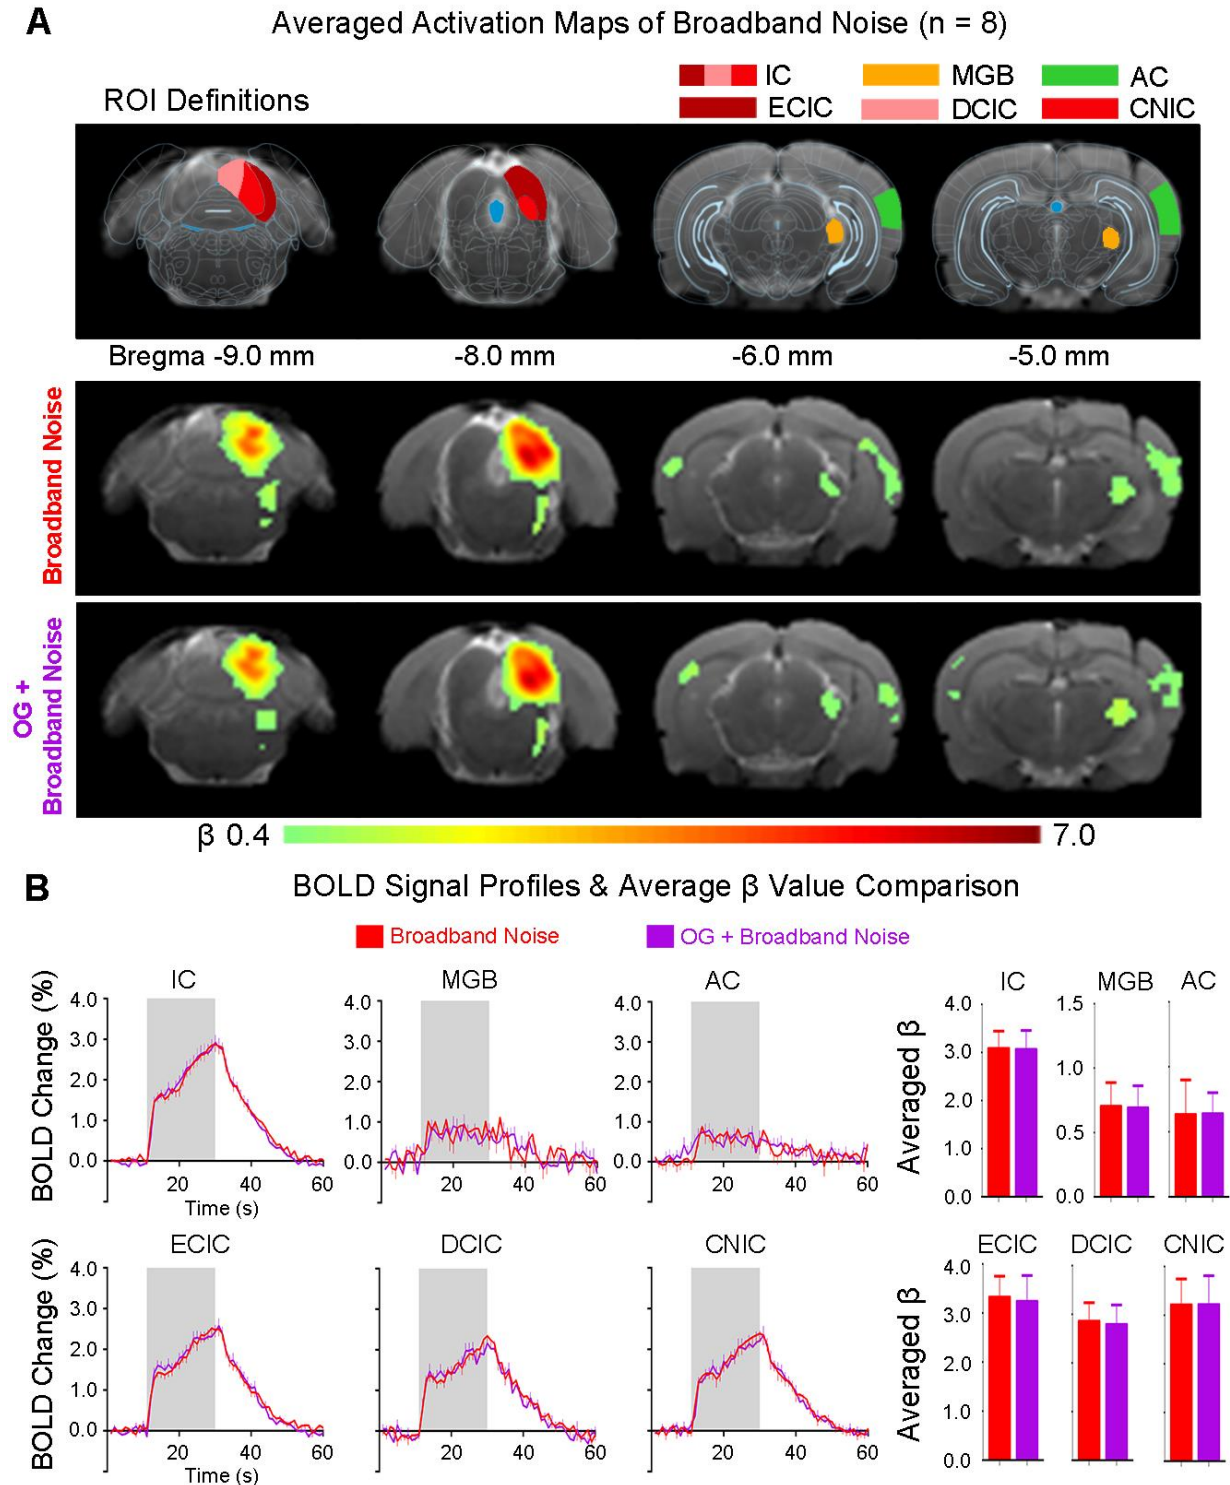 A
Averaged Activation Maps of Broadband Noise (n = 8)
ROI Definitions
IC
MGB
AC
ECIC
DCIC
CNIC
Bregma -9.0 mm
-8.0 mm
-6.0 mm
-5.0 mm
Broadband Noise
OG +
Broadband Noise
β 0.4
7.0
B
BOLD Signal Profiles & Average β Value Comparison
Broadband Noise
OG + Broadband Noise
BOLD Change (%)
IC
4.0
3.0
2.0
1.0
0.0
20
40
60
Time (s)
MGB
4.0
3.0
2.0
1.0
0.0
20
40
60
AC
4.0
3.0
2.0
1.0
0.0
20
40
60
Averaged β
IC
4.0
3.0
2.0
1.0
0.0
MGB
AC
1.5
1.0
0.5
0.0
BOLD Change (%)
ECIC
4.0
3.0
2.0
1.0
0.0
20
40
60
Time (s)
DCIC
20
40
60
CNIC
20
40
60
Averaged β
ECIC
DCIC
CNIC
4.0
3.0
2.0
1.0
0.0